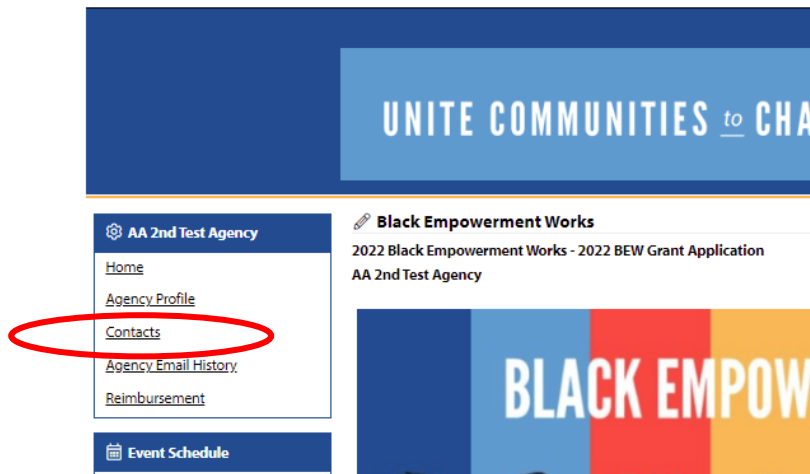 UNITE COMMUNITIES to CHA
AA 2nd Test Agency
Home
Agency Profile
Contacts
Agency Email History
Reimbursement
Event Schedule
Black Empowerment Works
2022 Black Empowerment Works - 2022 BEW Grant Application
AA 2nd Test Agency
BLACK EMPOW